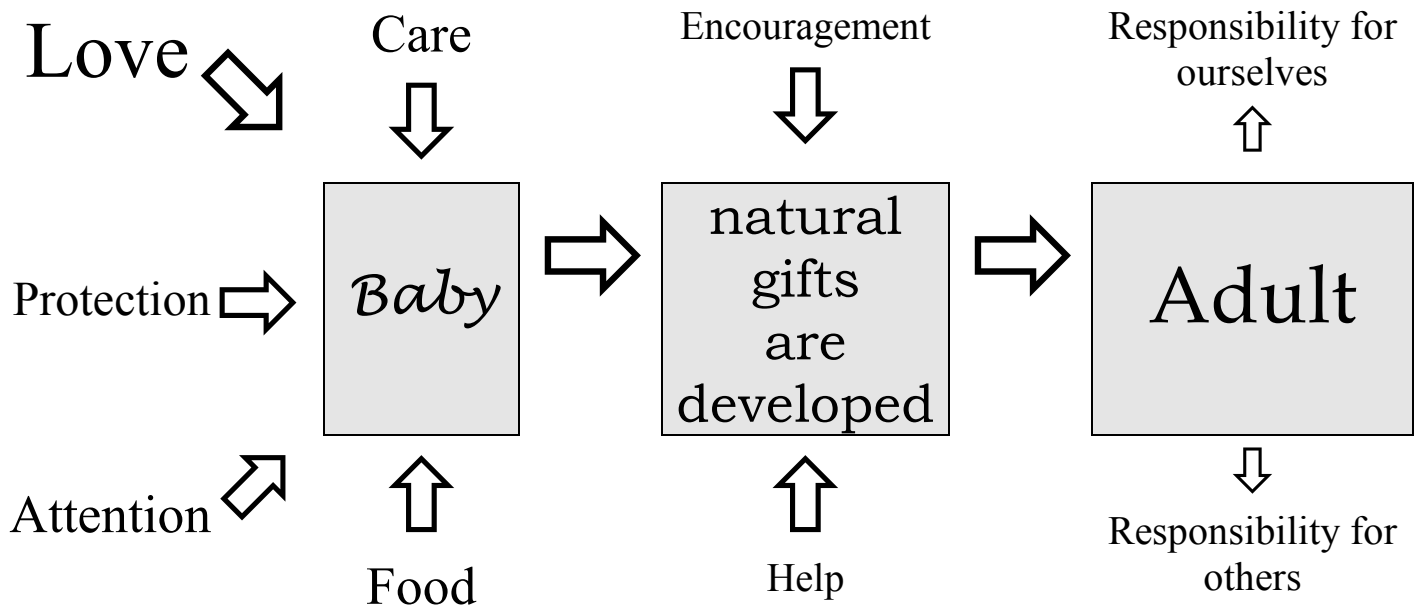 Love
Care
Encouragement
Responsibility for
ourselves
Protection
Baby
natural
gifts
are
developed
Adult
Attention
Food
Help
Responsibility for
others